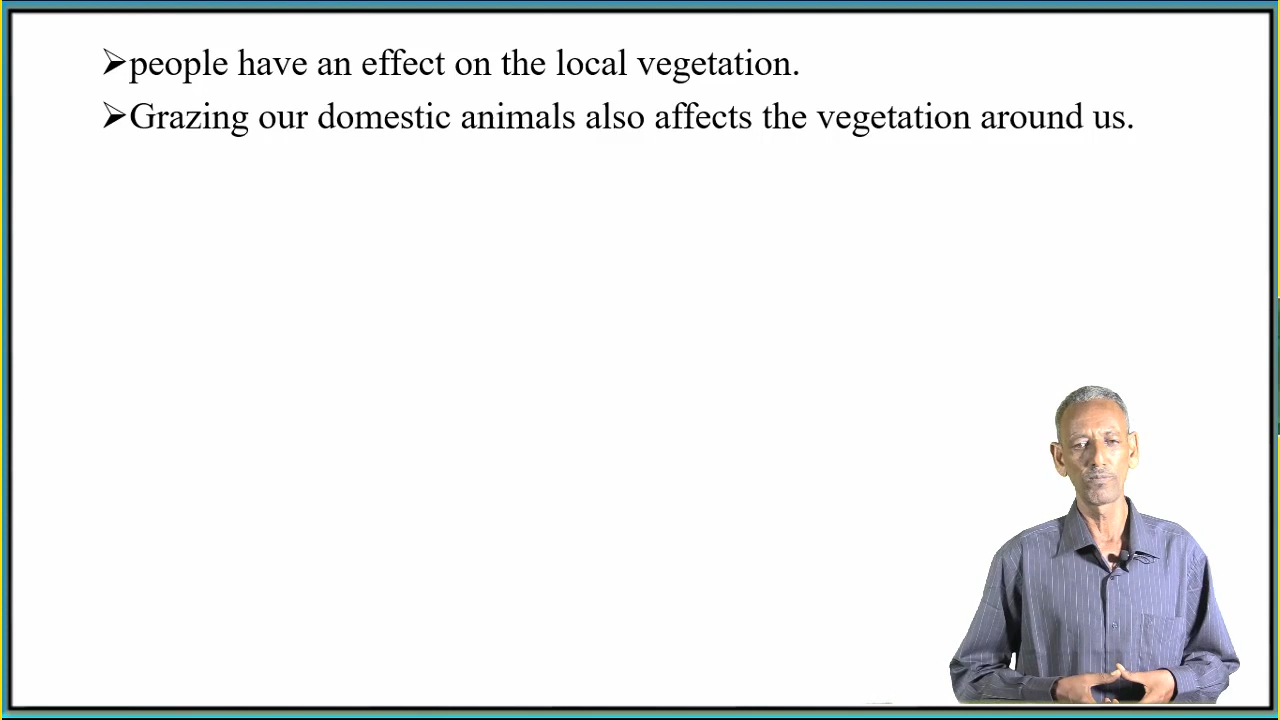 ➢people have an effect on the local vegetation.
➢Grazing our domestic animals also affects the vegetation around us.